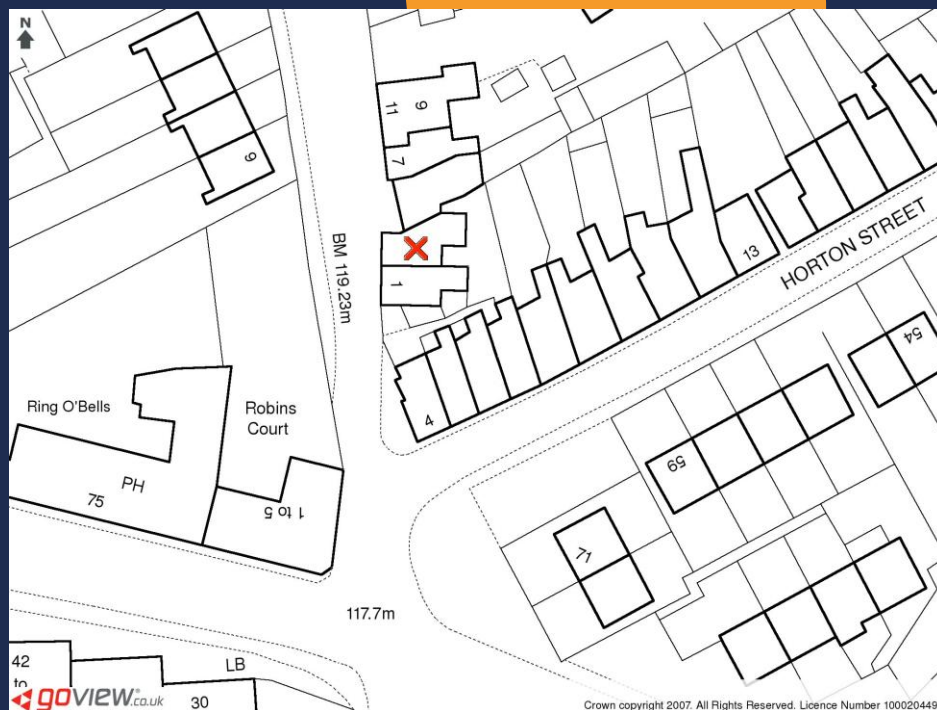 N
11
9
7
9
BM 119.23m
1
13
HORTON STREET
54
4
Ring O'Bells
Robins
Court
PH
75
1 to 5
59
71
117.7m
42
to
LB
30
goview.co.uk
Crown copyright 2007. All Rights Reserved. Licence Number 100020449